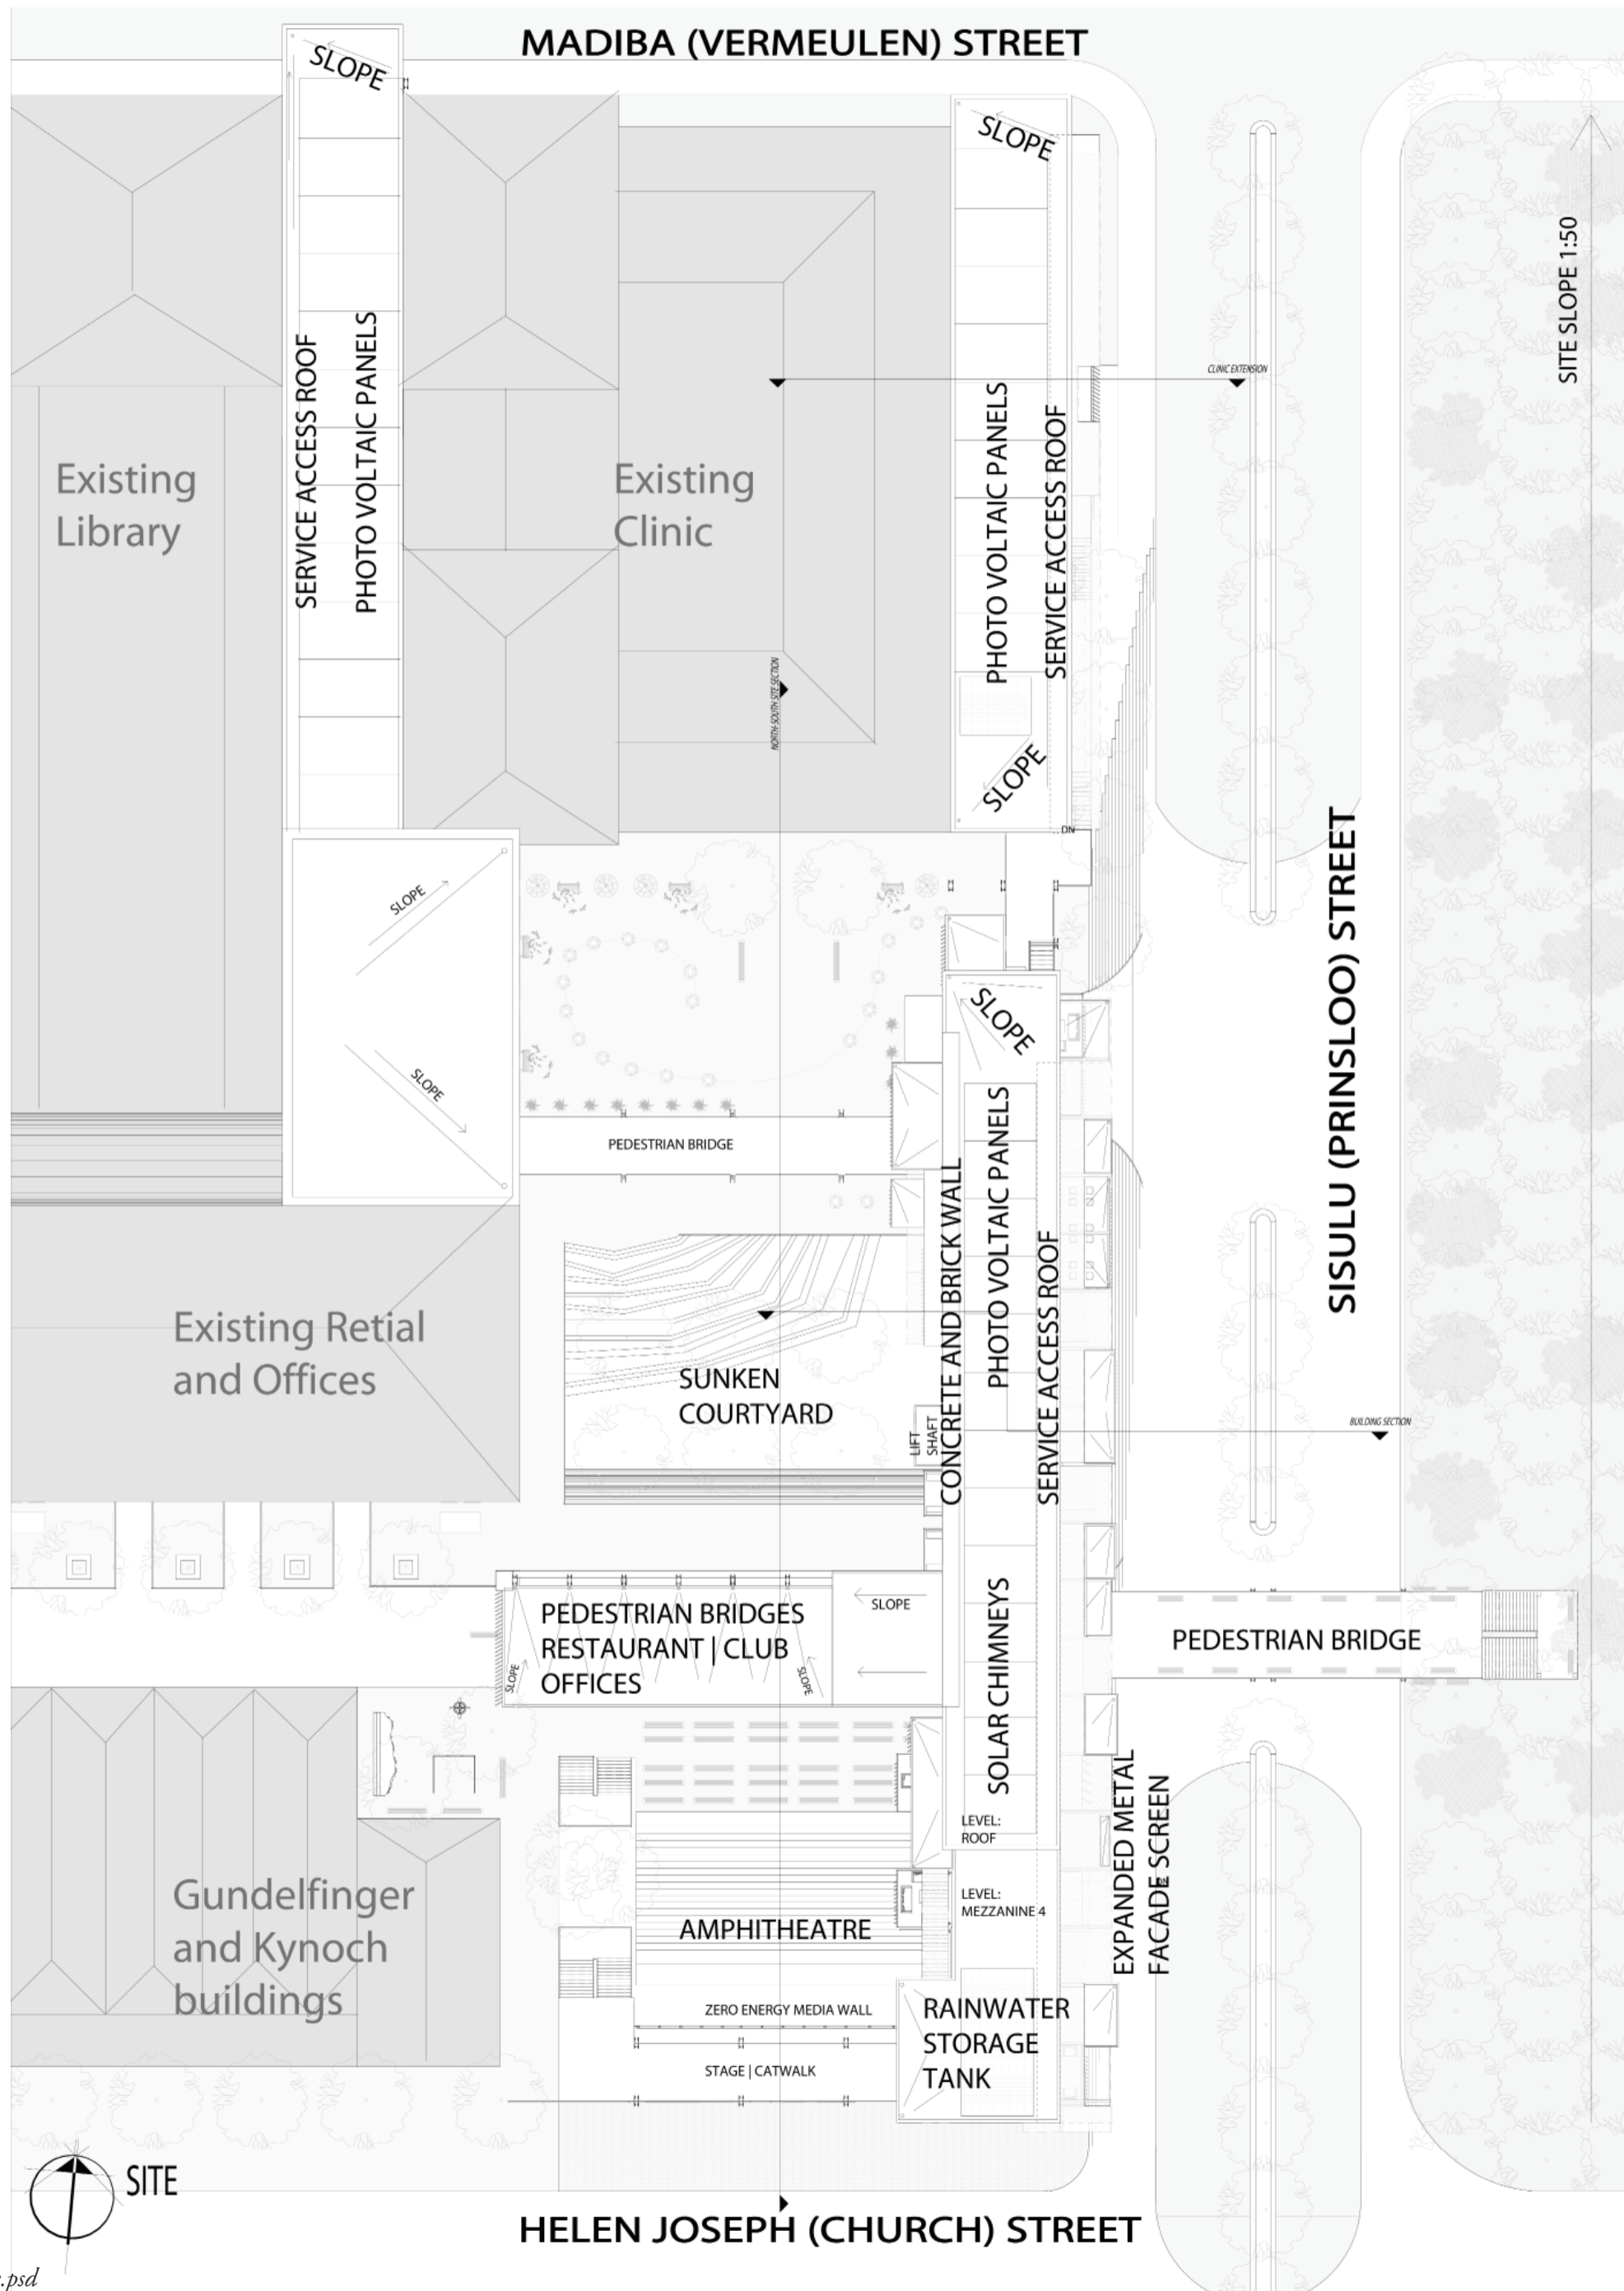 MADIBA (VERMEULEN) STREET
SLOPE
SLOPE
SITE SLOPE 1:50
SERVICE ACCESS ROOF
PHOTO VOLTAIC PANELS
CLINIC EXTENSION
PHOTO VOLTAIC PANELS
SERVICE ACCESS ROOF
Existing
Library
Existing
Clinic
NORTH-SOUTH SITE SECTION
SLOPE
DN
SISULU (PRINSLOO) STREET
SLOPE
SLOPE
SLOPE
PEDESTRIAN BRIDGE
CONCRETE AND BRICK WALL
PHOTO VOLTAIC PANELS
SERVICE ACCESS ROOF
Existing Retial
and Offices
SUNKEN
COURTYARD
LIFT
SHAFT
BUILDING SECTION
PEDESTRIAN BRIDGES
RESTAURANT | CLUB
OFFICES
SLOPE
SLOPE
SLOPE
SOLAR CHIMNEYS
PEDESTRIAN BRIDGE
EXPANDED METAL
FACADE SCREEN
LEVEL:
ROOF
LEVEL:
MEZZANINE 4
Gundelfinger
and Kynoch
buildings
AMPHITHEATRE
ZERO ENERGY MEDIA WALL
RAINWATER
STORAGE
TANK
STAGE | CATWALK
SITE
HELEN JOSEPH (CHURCH) STREET
.psd